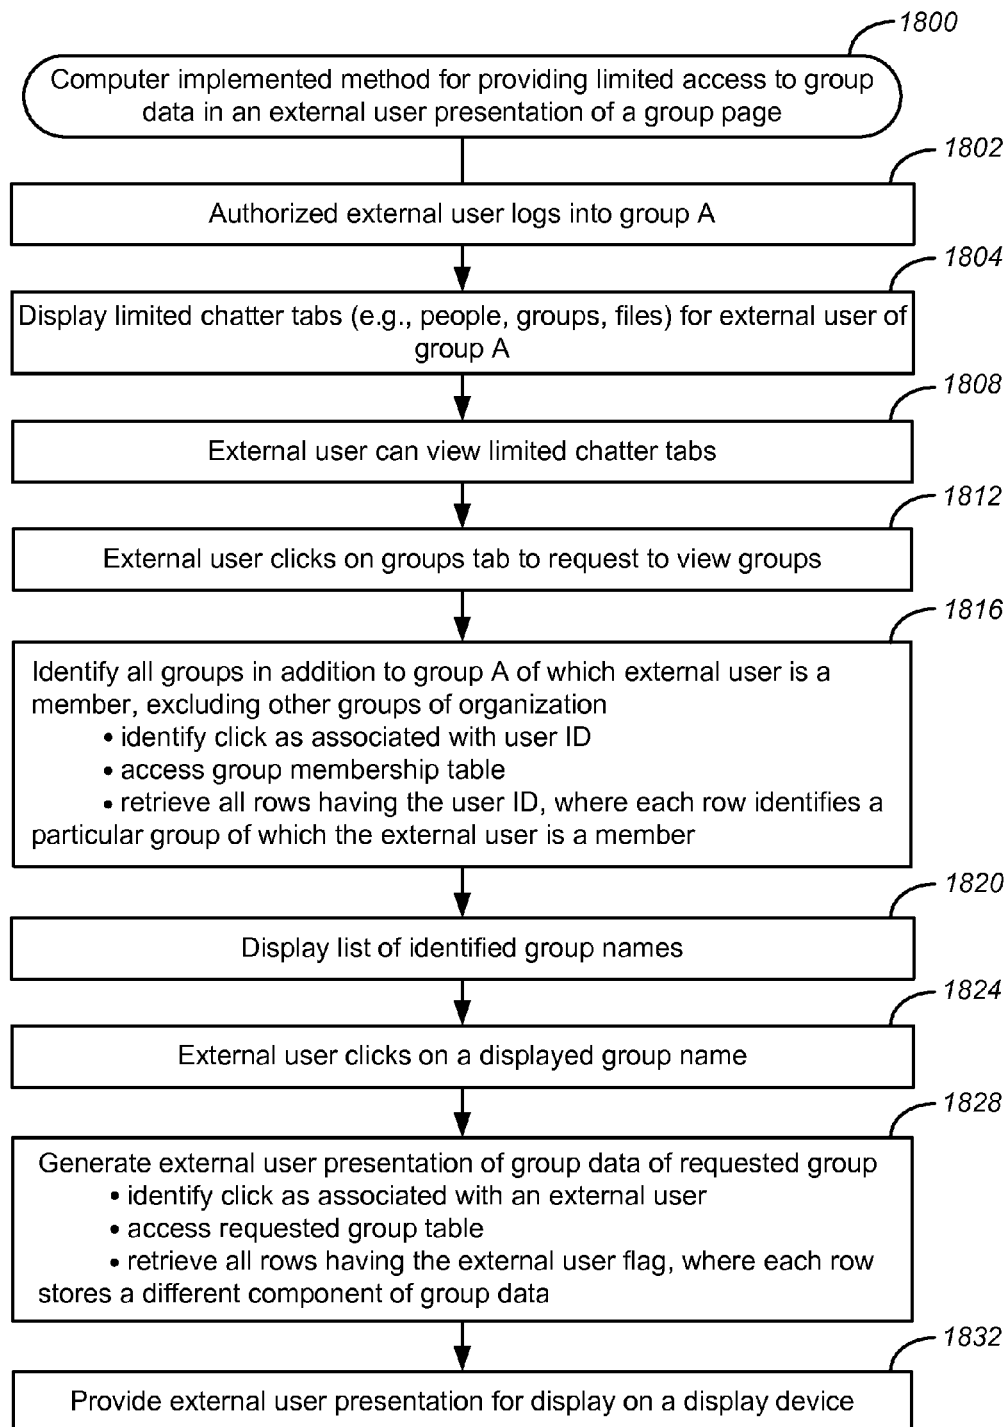 1800
Computer implemented method for providing limited access to group
data in an external user presentation of a group page
1802
Authorized external user logs into group A
1804
Display limited chatter tabs (e.g., people, groups, files) for external user of
group A
1808
External user can view limited chatter tabs
1812
External user clicks on groups tab to request to view groups
1816
Identify all groups in addition to group A of which external user is a
member, excluding other groups of organization
• identify click as associated with user ID
• access group membership table
• retrieve all rows having the user ID, where each row identifies a
particular group of which the external user is a member
1820
Display list of identified group names
1824
External user clicks on a displayed group name
1828
Generate external user presentation of group data of requested group
• identify click as associated with an external user
• access requested group table
• retrieve all rows having the external user flag, where each row
stores a different component of group data
1832
Provide external user presentation for display on a display device